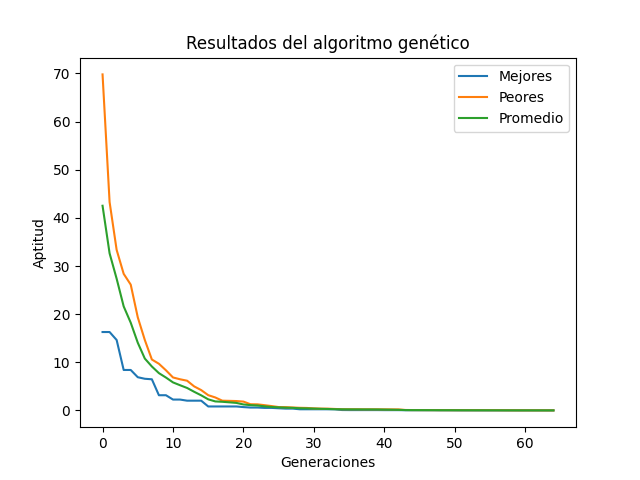 Resultados del algoritmo genético
Mejores
Peores
Promedio
Aptitud
70
60
50
40
30
20
10
0
0 10 20 30 40 50 60
Generaciones